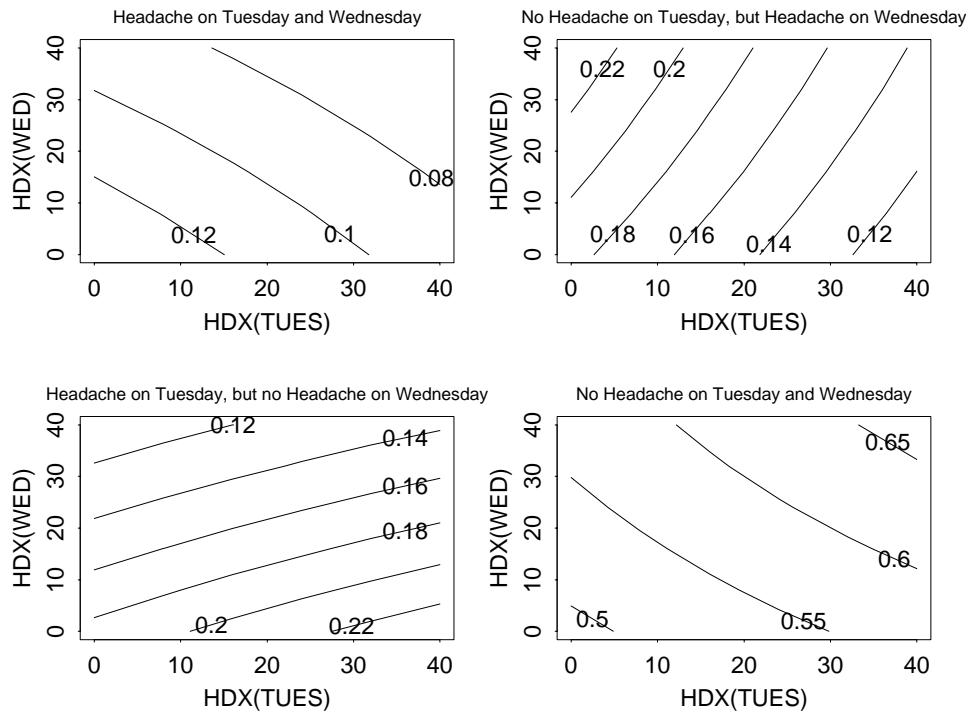 Headache on Tuesday and Wednesday
HDX(WED)
0 10 20 30 40
0.12
0.1
0.08
0 10 20 30 40
HDX(TUES)
No Headache on Tuesday, but Headache on Wednesday
HDX(WED)
0 10 20 30 40
0.22
0.2
0.18
0.16
0.14
0.12
0 10 20 30 40
HDX(TUES)
Headache on Tuesday, but no Headache on Wednesday
HDX(WED)
0 10 20 30 40
0.12
0.14
0.16
0.18
0.2
0.22
0 10 20 30 40
HDX(TUES)
No Headache on Tuesday and Wednesday
HDX(WED)
0 10 20 30 40
0.65
0.6
0.55
0.5
0 10 20 30 40
HDX(TUES)